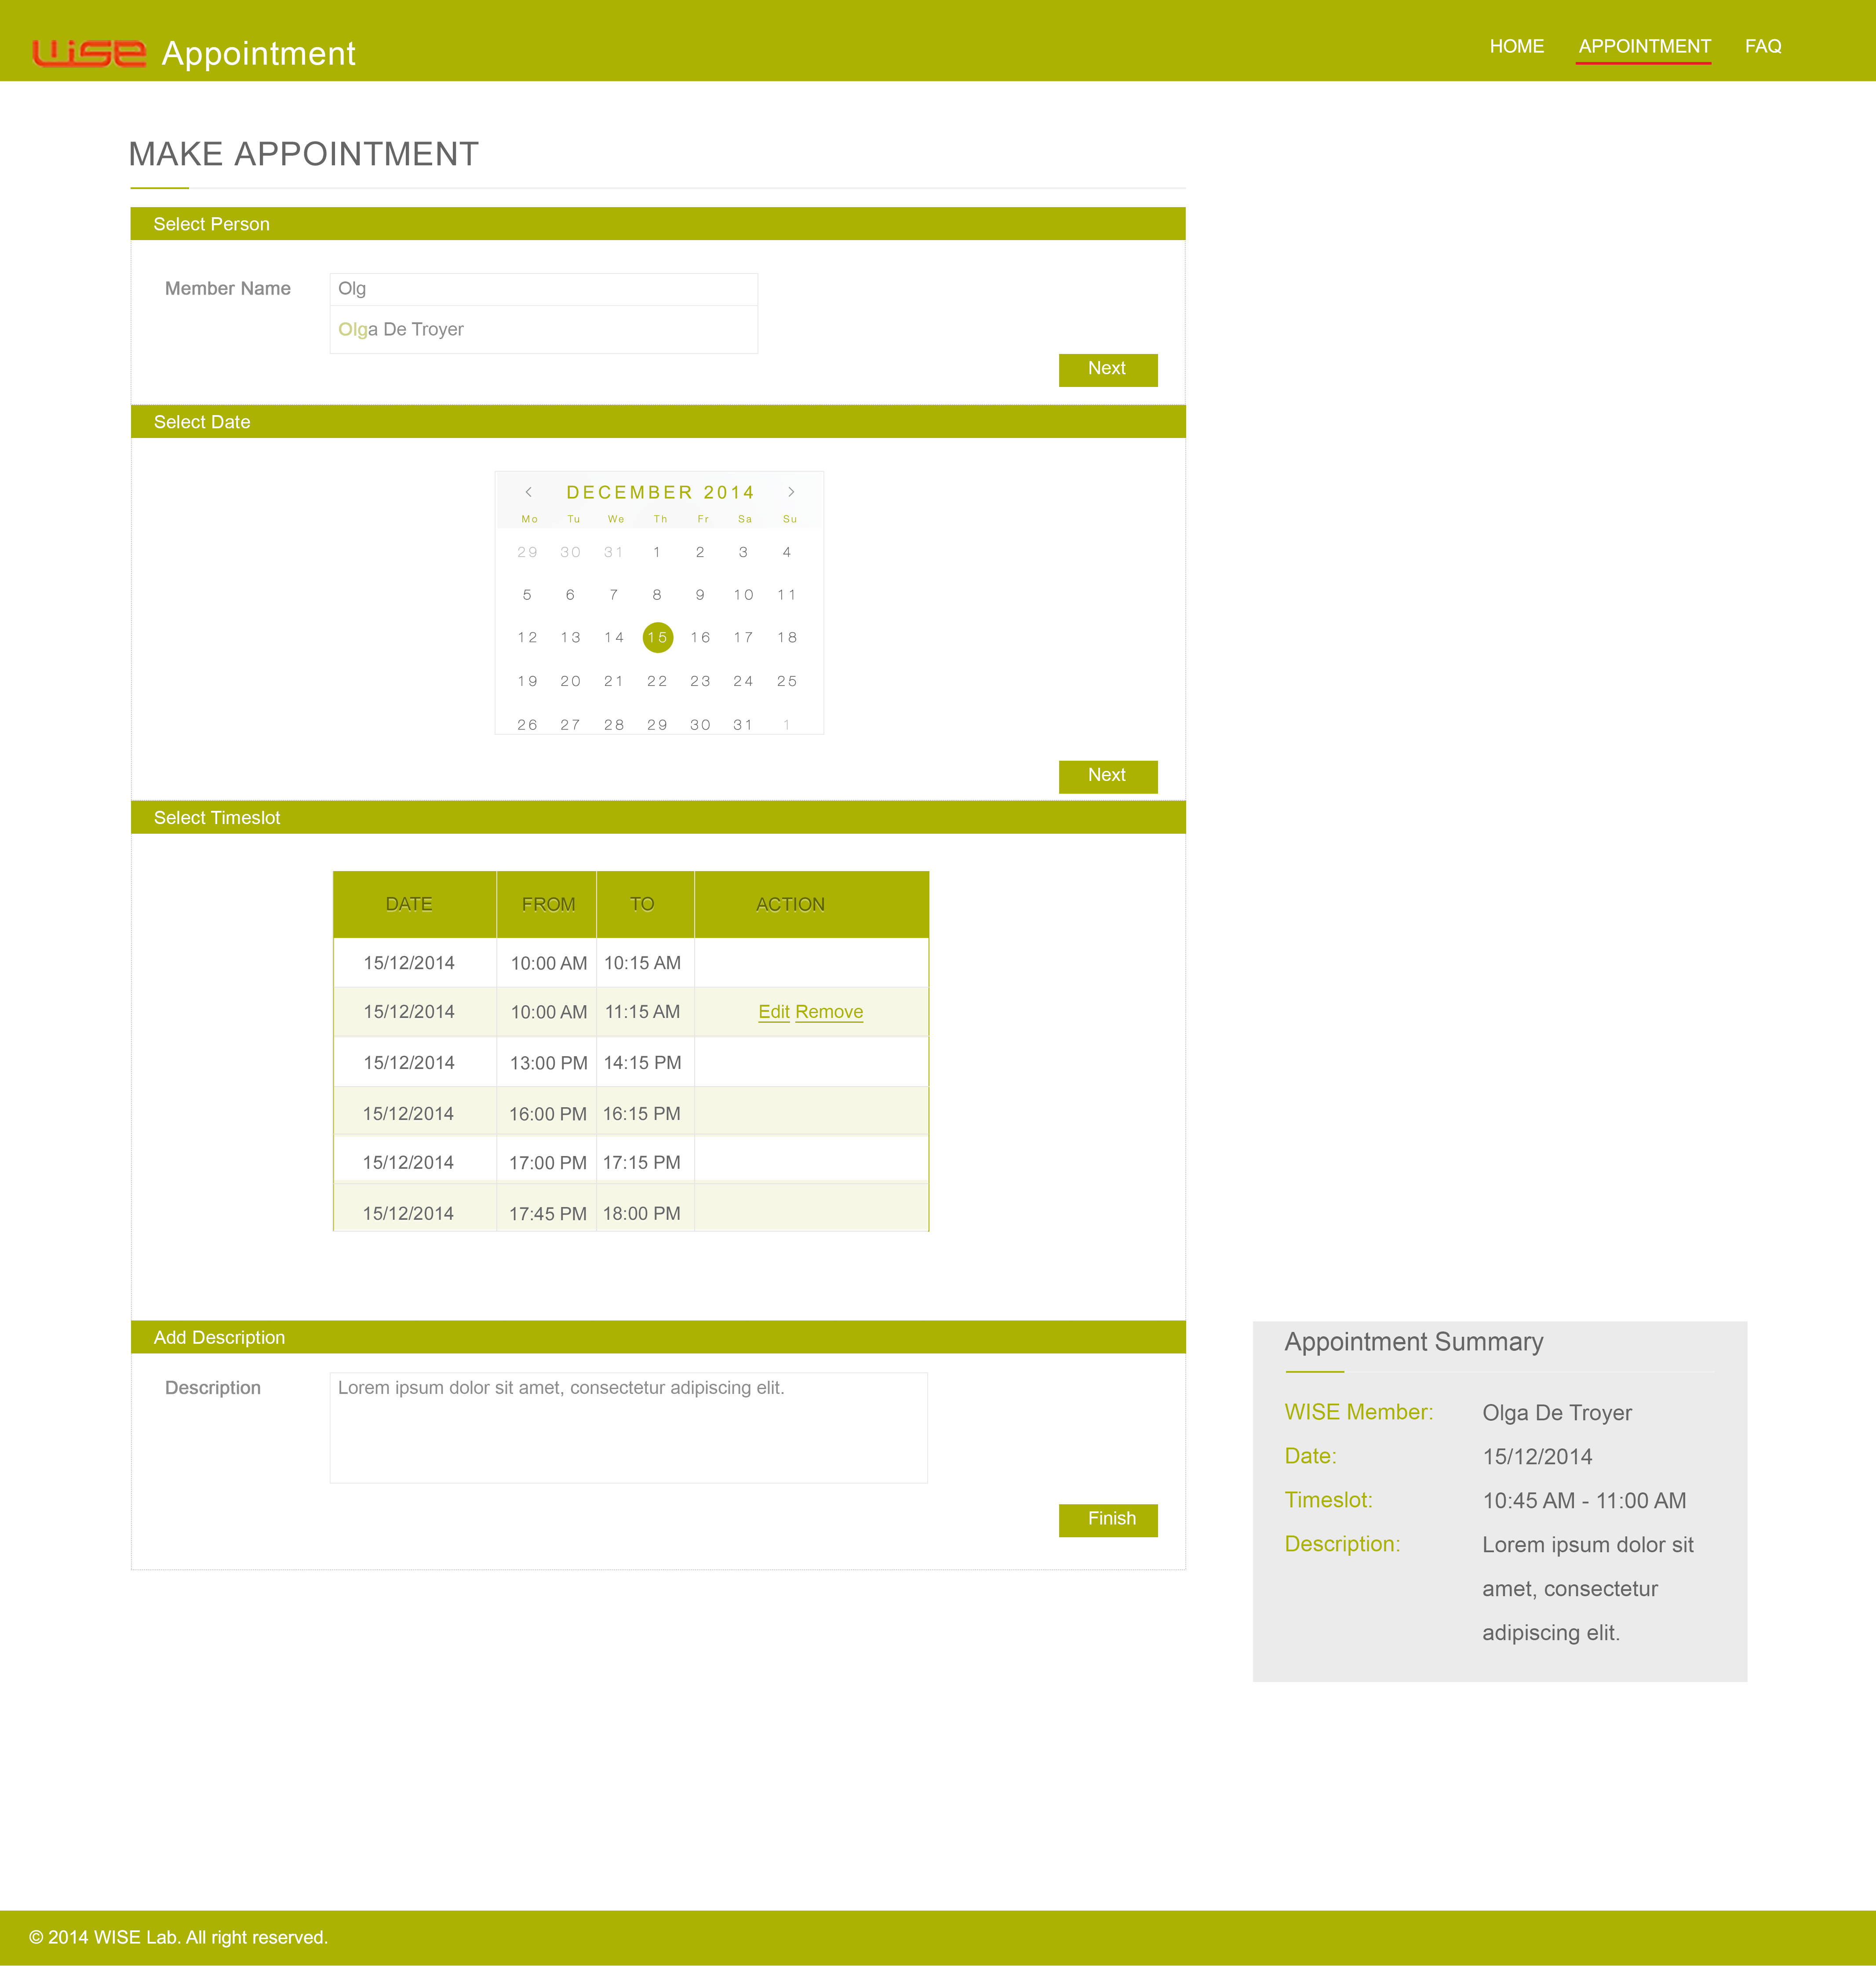 WISE Appointment
HOME APPOINTMENT FAQ
MAKE APPOINTMENT
Select Person
Member Name Olg
Olga De Troyer
Next
Select Date
DECEMBER 2014
Mo Tu We Th Fr Sa Su
29 30 31 1 2 3 4
5 6 7 8 9 10 11
12 13 14 15 16 17 18
19 20 21 22 23 24 25
26 27 28 29 30 31 1
Next
Select Timeslot
DATE FROM TO ACTION
15/12/2014 10:00 AM 10:15 AM
15/12/2014 10:00 AM 11:15 AM Edit Remove
15/12/2014 13:00 PM 14:15 PM
15/12/2014 16:00 PM 16:15 PM
15/12/2014 17:00 PM 17:15 PM
15/12/2014 17:45 PM 18:00 PM
Add Description
Description Lorem ipsum dolor sit amet, consectetur adipiscing elit.
Finish
Appointment Summary
WISE Member: Olga De Troyer
Date: 15/12/2014
Timeslot: 10:45 AM - 11:00 AM
Description: Lorem ipsum dolor sit
amet, consectetur
adipiscing elit.
© 2014 WISE Lab. All right reserved.